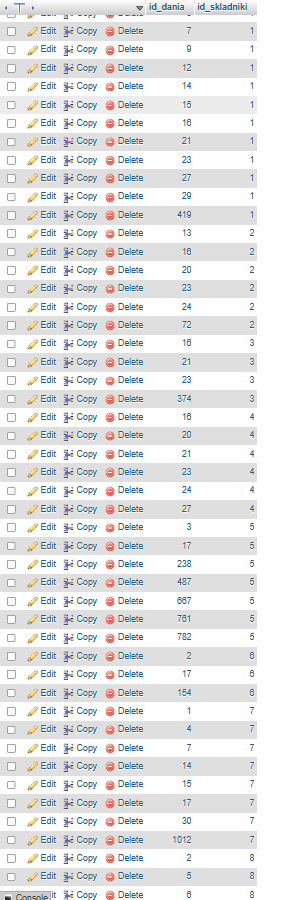 id_dania id_skladniki
Edit Copy Delete 7 1
Edit Copy Delete 9 1
Edit Copy Delete 12 1
Edit Copy Delete 14 1
Edit Copy Delete 15 1
Edit Copy Delete 16 1
Edit Copy Delete 21 1
Edit Copy Delete 23 1
Edit Copy Delete 27 1
Edit Copy Delete 29 1
Edit Copy Delete 419 1
Edit Copy Delete 13 2
Edit Copy Delete 16 2
Edit Copy Delete 20 2
Edit Copy Delete 23 2
Edit Copy Delete 24 2
Edit Copy Delete 72 2
Edit Copy Delete 16 3
Edit Copy Delete 21 3
Edit Copy Delete 23 3
Edit Copy Delete 374 3
Edit Copy Delete 16 4
Edit Copy Delete 20 4
Edit Copy Delete 21 4
Edit Copy Delete 23 4
Edit Copy Delete 24 4
Edit Copy Delete 27 4
Edit Copy Delete 3 5
Edit Copy Delete 17 5
Edit Copy Delete 238 5
Edit Copy Delete 487 5
Edit Copy Delete 667 5
Edit Copy Delete 761 5
Edit Copy Delete 782 5
Edit Copy Delete 2 6
Edit Copy Delete 17 6
Edit Copy Delete 154 6
Edit Copy Delete 1 7
Edit Copy Delete 4 7
Edit Copy Delete 7 7
Edit Copy Delete 14 7
Edit Copy Delete 15 7
Edit Copy Delete 17 7
Edit Copy Delete 30 7
Edit Copy Delete 1012 7
Edit Copy Delete 2 8
Edit Copy Delete 5 8
Console Copy Delete 6 8